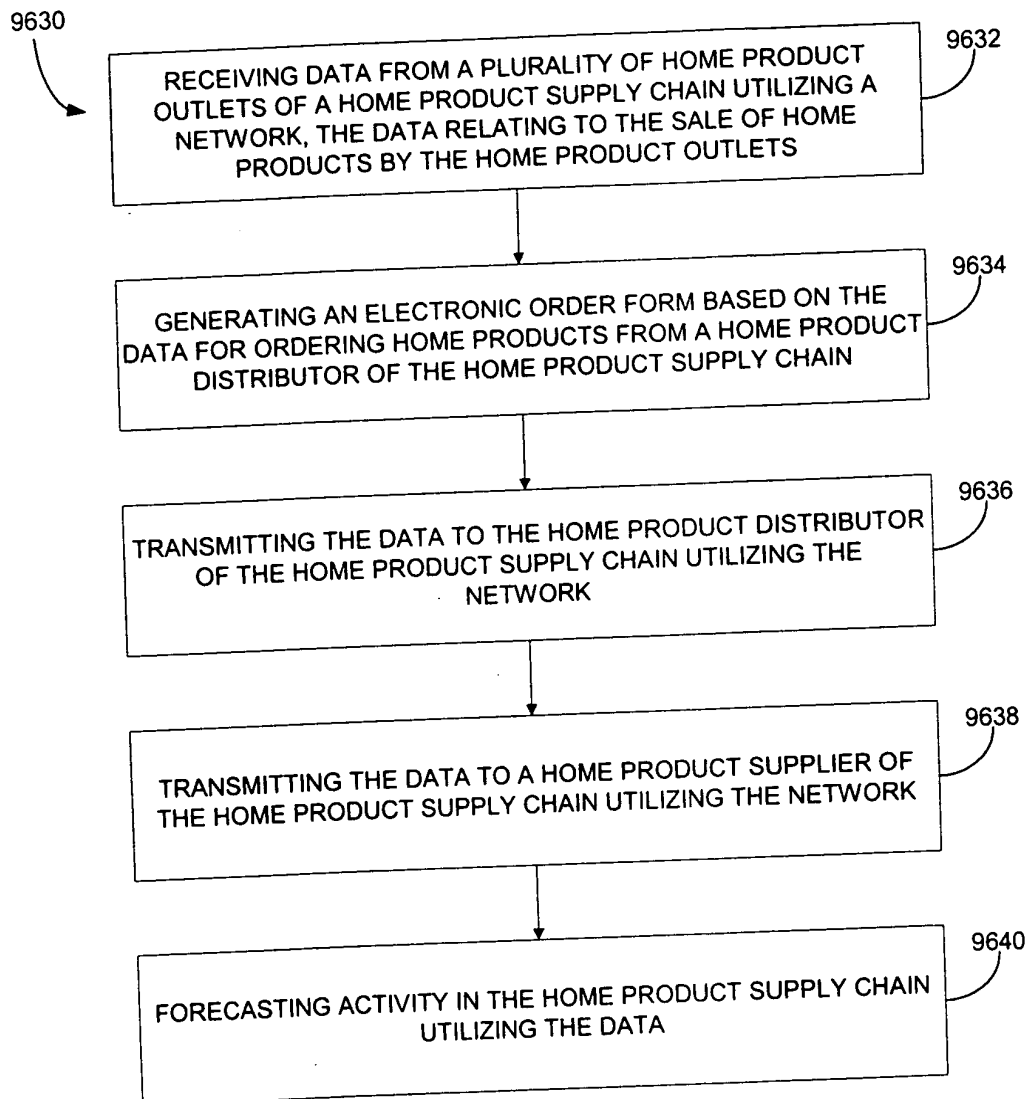 9630
9632
RECEIVING DATA FROM A PLURALITY OF HOME PRODUCT
OUTLETS OF A HOME PRODUCT SUPPLY CHAIN UTILIZING A
NETWORK, THE DATA RELATING TO THE SALE OF HOME
PRODUCTS BY THE HOME PRODUCT OUTLETS
9634
GENERATING AN ELECTRONIC ORDER FORM BASED ON THE
DATA FOR ORDERING HOME PRODUCTS FROM A HOME PRODUCT
DISTRIBUTOR OF THE HOME PRODUCT SUPPLY CHAIN
9636
TRANSMITTING THE DATA TO THE HOME PRODUCT DISTRIBUTOR
OF THE HOME PRODUCT SUPPLY CHAIN UTILIZING THE
NETWORK
9638
TRANSMITTING THE DATA TO A HOME PRODUCT SUPPLIER OF
THE HOME PRODUCT SUPPLY CHAIN UTILIZING THE NETWORK
9640
FORECASTING ACTIVITY IN THE HOME PRODUCT SUPPLY CHAIN
UTILIZING THE DATA